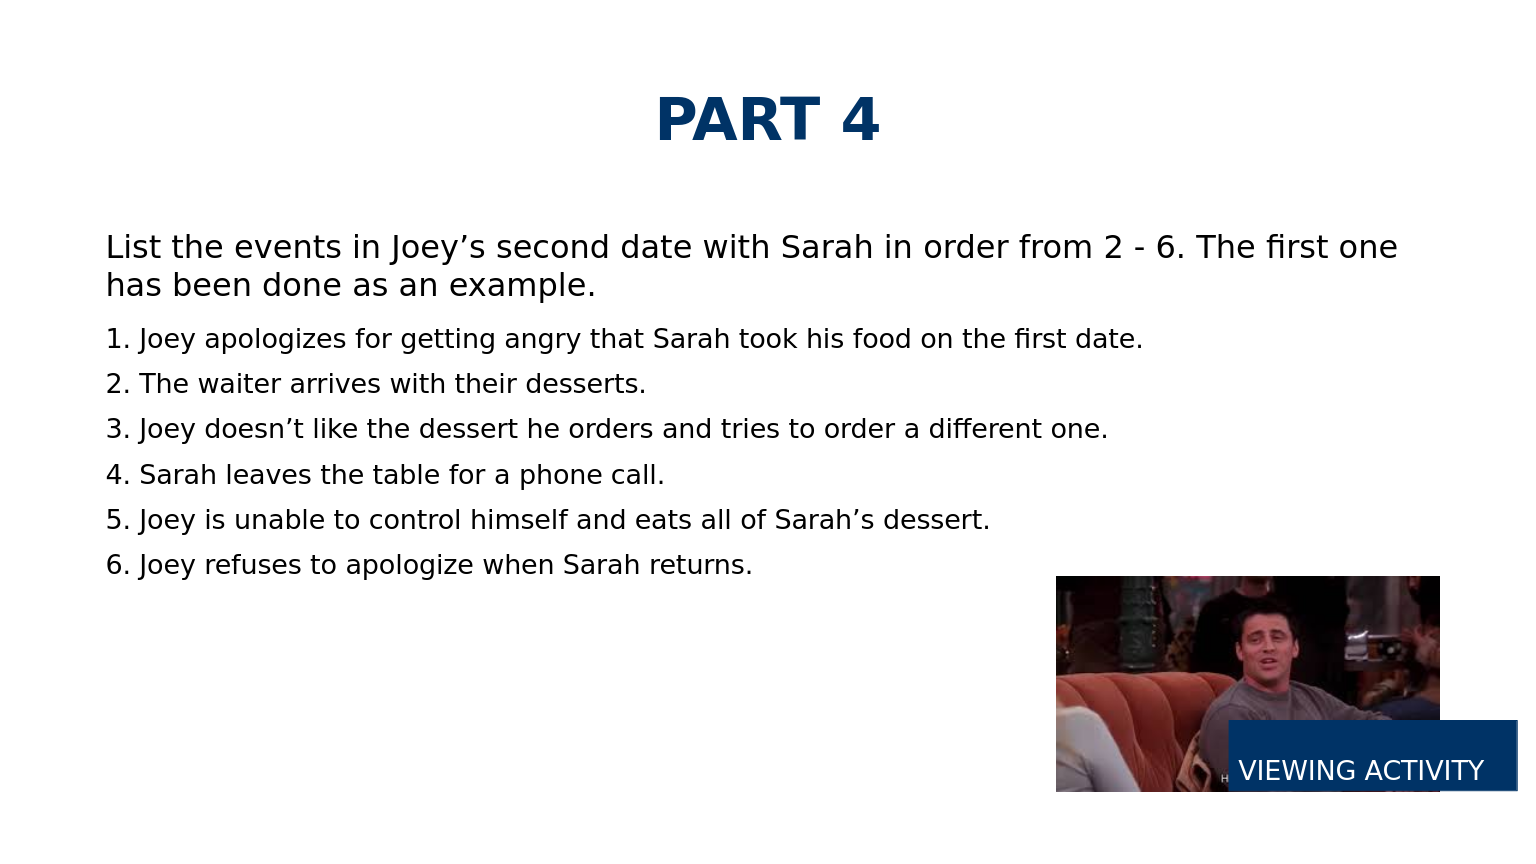 PART 4
List the events in Joey’s second date with Sarah in order from 2 - 6. The first one
has been done as an example.
1. Joey apologizes for getting angry that Sarah took his food on the first date.
2. The waiter arrives with their desserts.
3. Joey doesn’t like the dessert he orders and tries to order a different one.
4. Sarah leaves the table for a phone call.
5. Joey is unable to control himself and eats all of Sarah’s dessert.
6. Joey refuses to apologize when Sarah returns.
VIEWING ACTIVITY